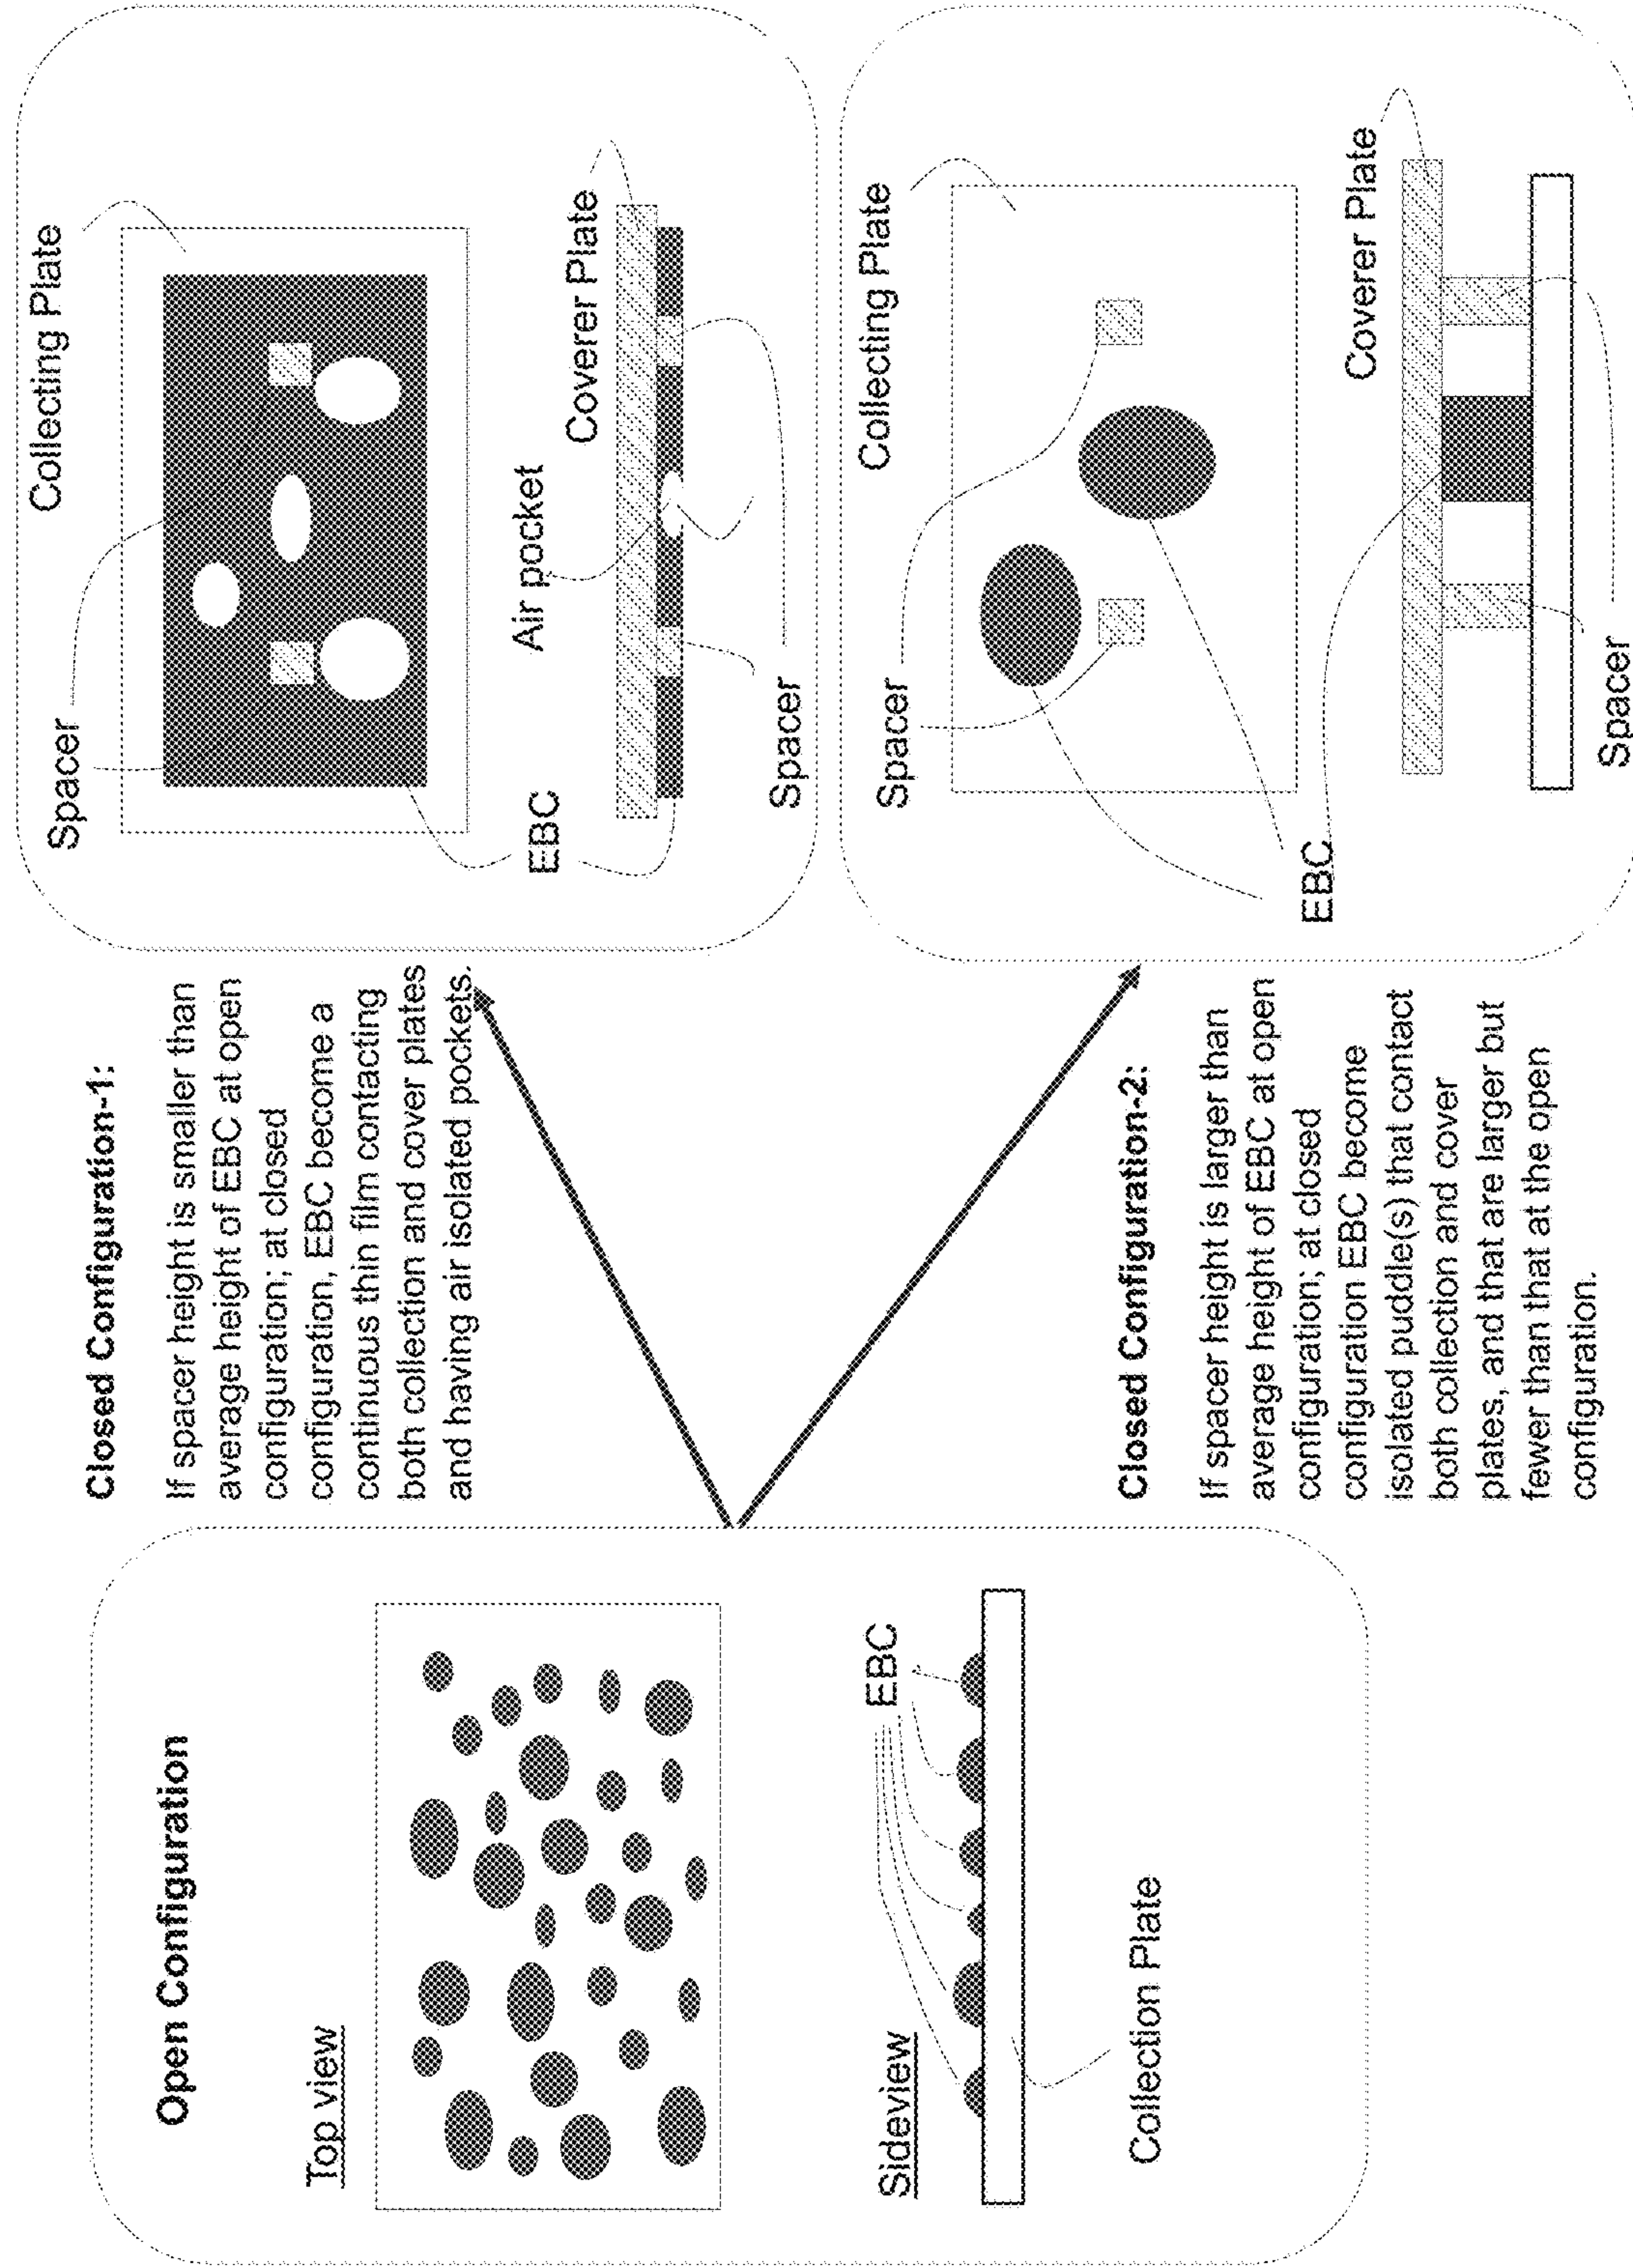 Open Configuration
Top view
Sideview
EBC
Collection Plate
Closed Configuration-1:
If spacer height is smaller than
average height of EBC at open
configuration; at closed
configuration, EBC become a
continuous thin film contacting
both collection and cover plates
and having air isolated pockets.
Closed Configuration-2:
If spacer height is larger than
average height of EBC at open
configuration; at closed
configuration EBC become
isolated puddle(s) that contact
both collection and cover
plates, and that are larger but
fewer than that at the open
configuration.
Spacer
Collecting Plate
EBC
Air pocket
Coverer Plate
Spacer
Spacer
Collecting Plate
EBC
Coverer Plate
Spacer